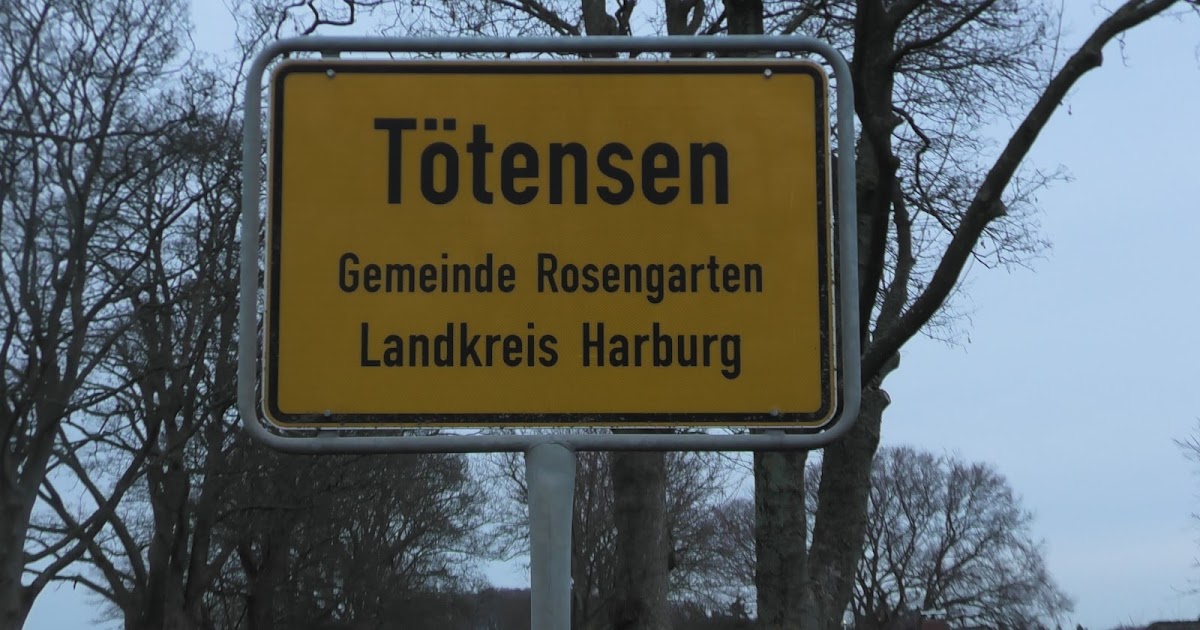 Tötensen
Gemeinde Rosengarten
Landkreis Harburg